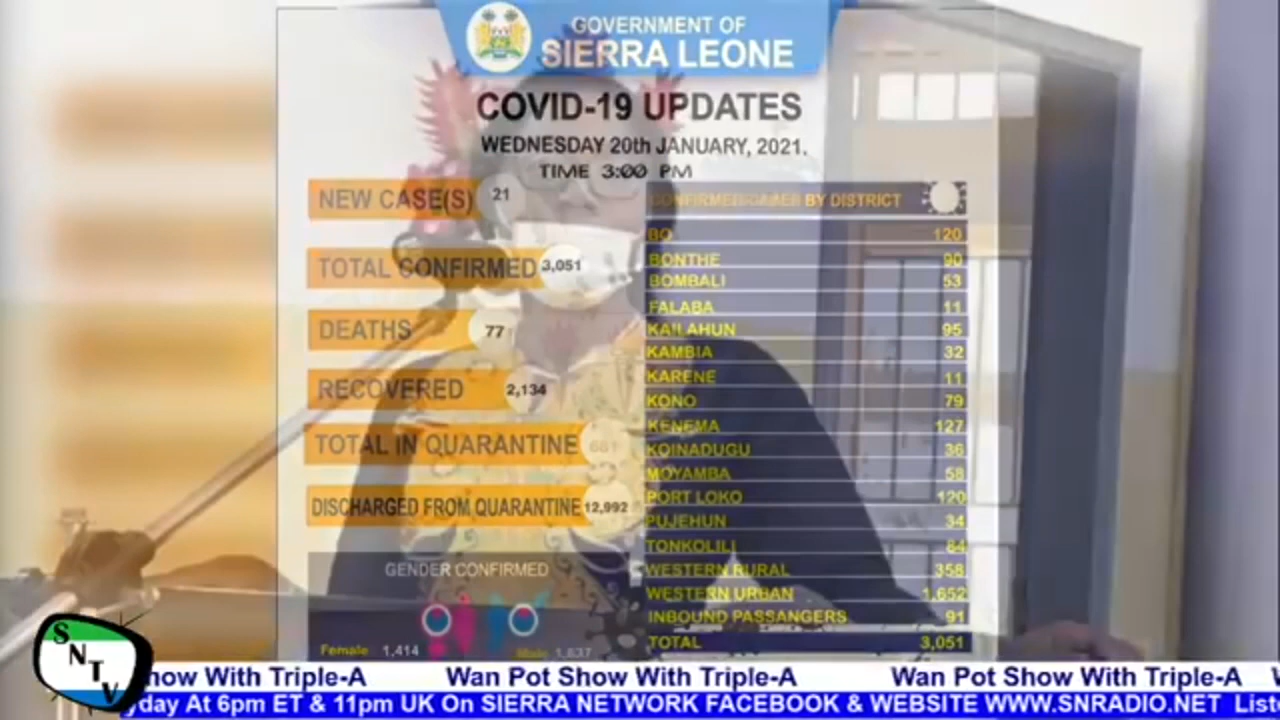 GOVERNMENT OF
SIERRA LEONE
COVID-19 UPDATES
WEDNESDAY 20th JANUARY, 2021.
TIME 3:00 PM
NEW CASE(S) 21
TOTAL CONFIRMED 3,051
DEATHS 77
RECOVERED 2,134
TOTAL IN QUARANTINE
DISCHARGED FROM QUARANTINE 12,992
GENDER CONFIRMED
Female 1,414
Male 1,637
BY DISTRICT
BO 120
BONTHE 90
BOMBALI 53
FALABA 11
KAILAHUN 95
KAMBIA 32
KARENE 11
KONO 79
KENEMA 127
KOINADUGU 36
MOYAMBA 58
PORT LOKO 120
PUJEHUN 34
TONKOLILI 84
WESTERN RURAL 358
WESTERN URBAN 1,652
INBOUND PASSANGERS 91
TOTAL 3,051
SNTV
how With Triple-A Wan Pot Show With Triple-A Wan Pot Show With Triple-A W
yday At 6pm ET & 11pm UK On SIERRA NETWORK FACEBOOK & WEBSITE WWW.SNRADIO.NET List